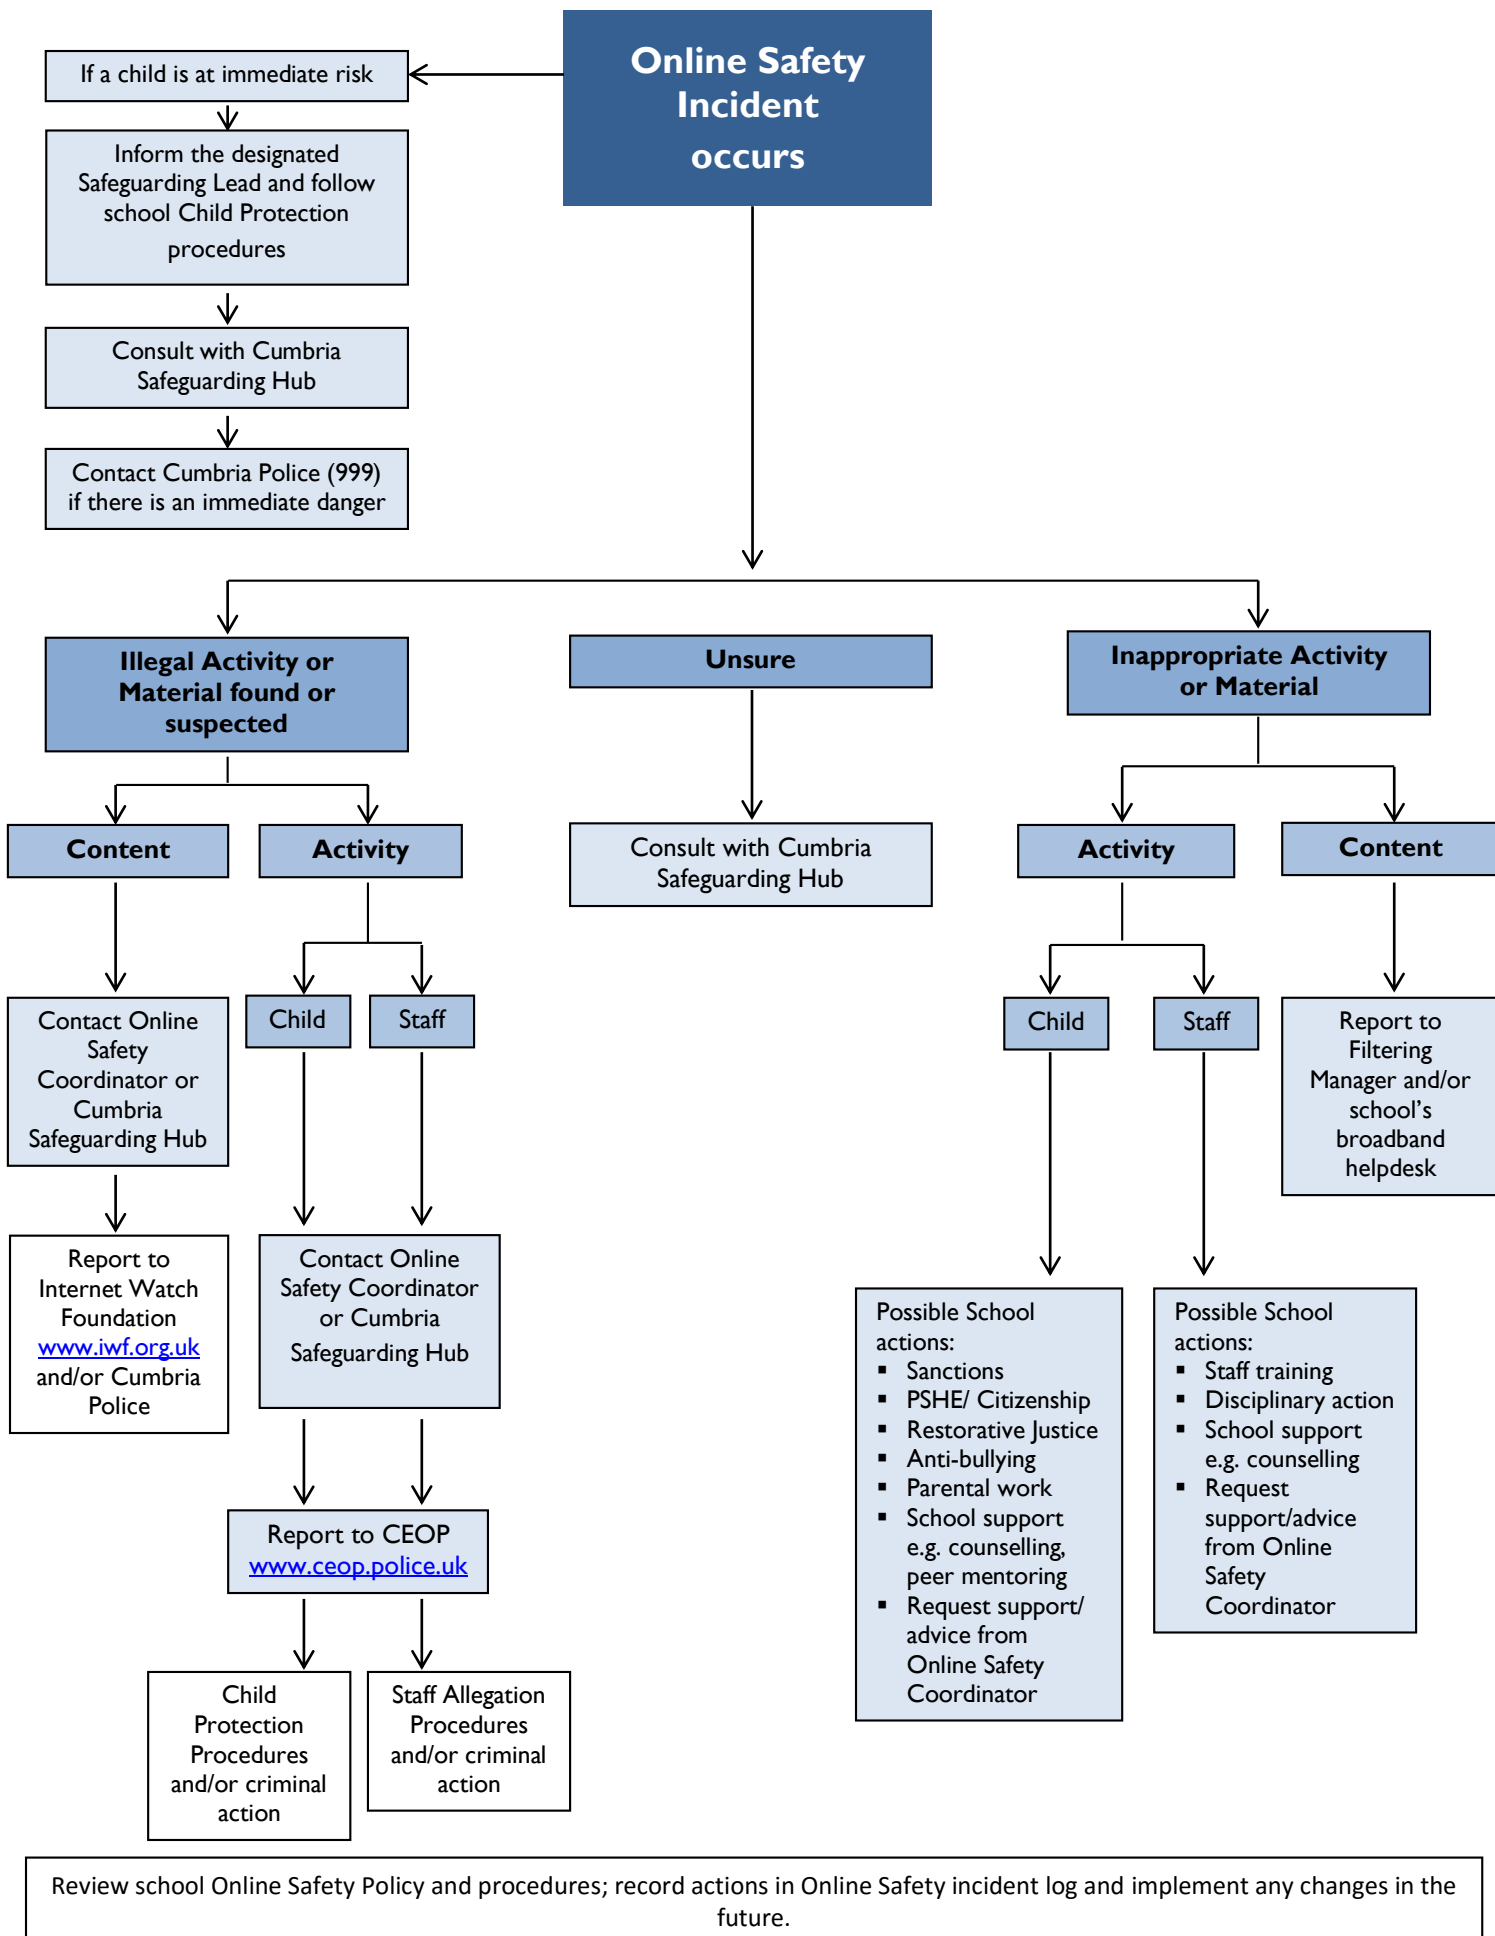 Online Safety
Incident
occurs
If a child is at immediate risk
Inform the designated
Safeguarding Lead and follow
school Child Protection
procedures
Consult with Cumbria
Safeguarding Hub
Contact Cumbria Police (999)
if there is an immediate danger
Illegal Activity or
Material found or
suspected
Unsure
Inappropriate Activity
or Material
Content
Activity
Consult with Cumbria
Safeguarding Hub
Activity
Content
Contact Online
Safety
Coordinator or
Cumbria
Safeguarding Hub
Child
Staff
Child
Staff
Report to
Filtering
Manager and/or
school’s
broadband
helpdesk
Report to
Internet Watch
Foundation
www.iwf.org.uk
and/or Cumbria
Police
Contact Online
Safety Coordinator
or Cumbria
Safeguarding Hub
Possible School
actions:
▪ Sanctions
▪ PSHE/ Citizenship
▪ Restorative Justice
▪ Anti-bullying
▪ Parental work
▪ School support
e.g. counselling,
peer mentoring
▪ Request support/
advice from
Online Safety
Coordinator
Possible School
actions:
▪ Staff training
▪ Disciplinary action
▪ School support
e.g. counselling
▪ Request
support/advice
from Online
Safety
Coordinator
Report to CEOP
www.ceop.police.uk
Child
Protection
Procedures
and/or criminal
action
Staff Allegation
Procedures
and/or criminal
action
Review school Online Safety Policy and procedures; record actions in Online Safety incident log and implement any changes in the
future.